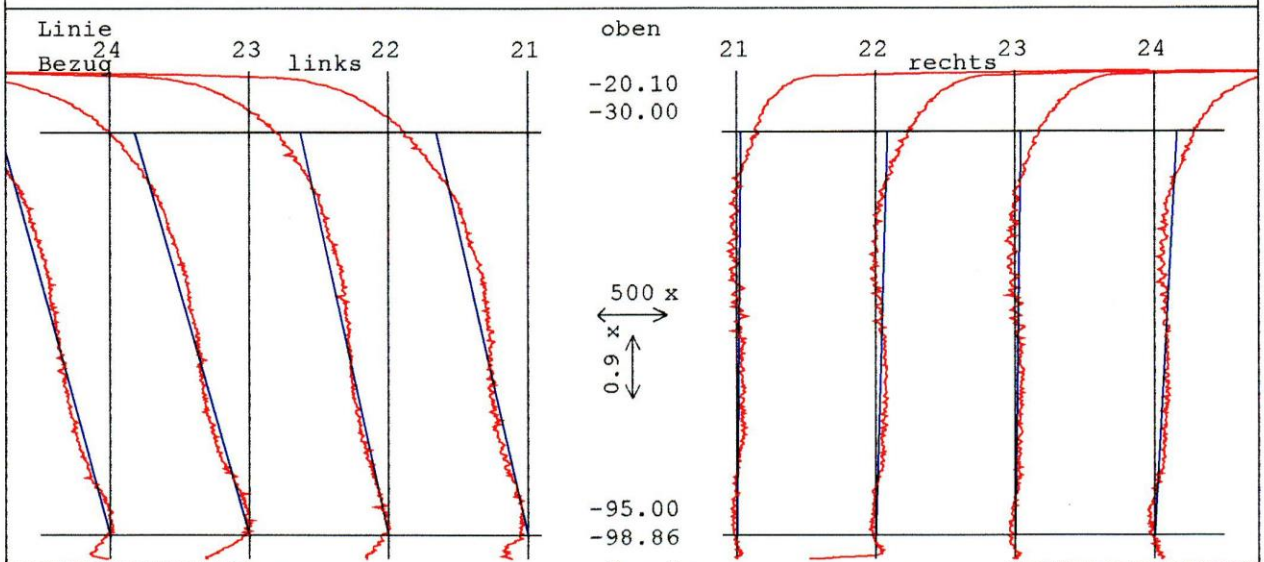 Linie oben
24 23 22 21 21 22 23 24
Bezug links rechts
-20.10
-30.00
500 x
0.9 x
-95.00
-98.86